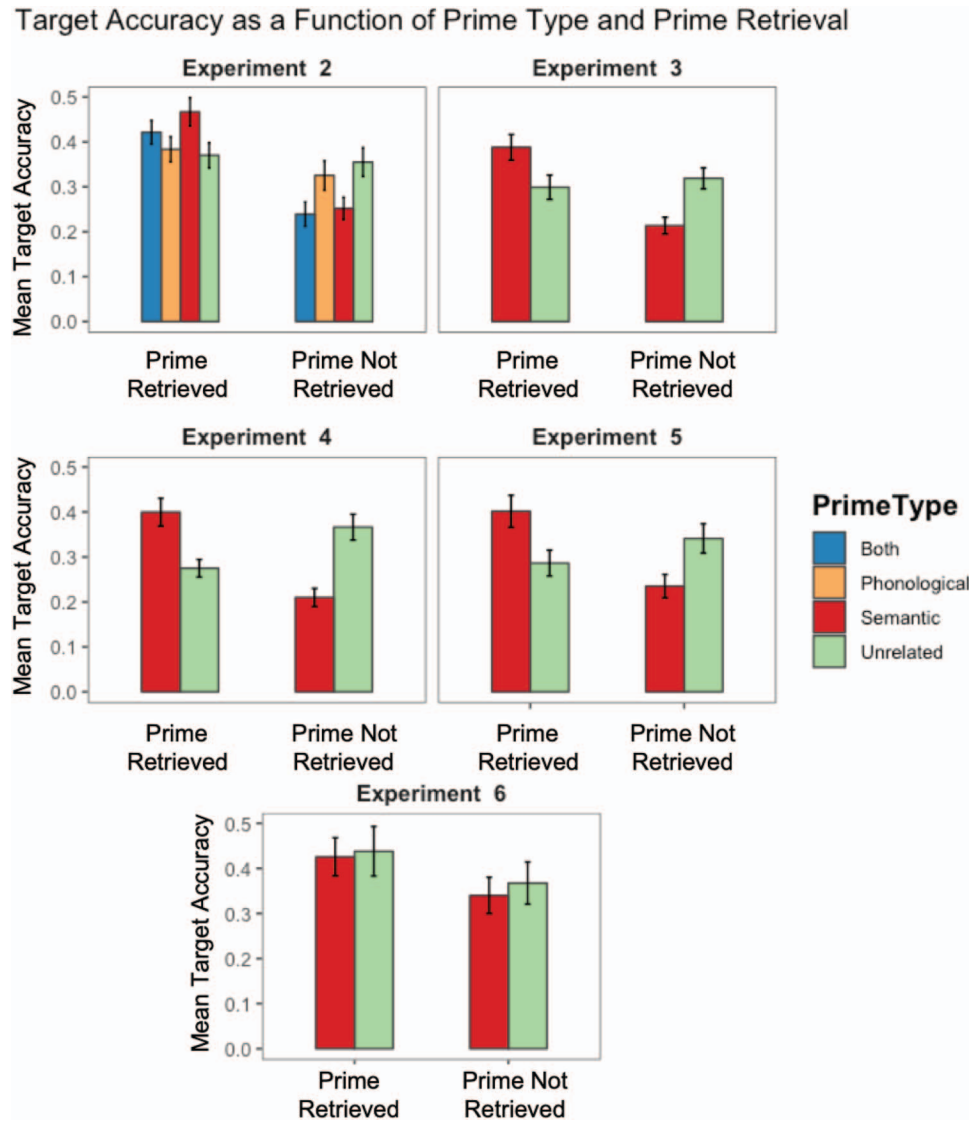 Target Accuracy as a Function of Prime Type and Prime Retrieval
Experiment 2
Experiment 3
Mean Target Accuracy
0.5
0.4
0.3
0.2
0.1
0.0
Prime
Retrieved
Prime Not
Retrieved
Prime
Retrieved
Prime Not
Retrieved
Experiment 4
Experiment 5
Mean Target Accuracy
0.5
0.4
0.3
0.2
0.1
0.0
Prime
Retrieved
Prime Not
Retrieved
Prime
Retrieved
Prime Not
Retrieved
PrimeType
Both
Phonological
Semantic
Unrelated
Experiment 6
Mean Target Accuracy
0.5
0.4
0.3
0.2
0.1
0.0
Prime
Retrieved
Prime Not
Retrieved